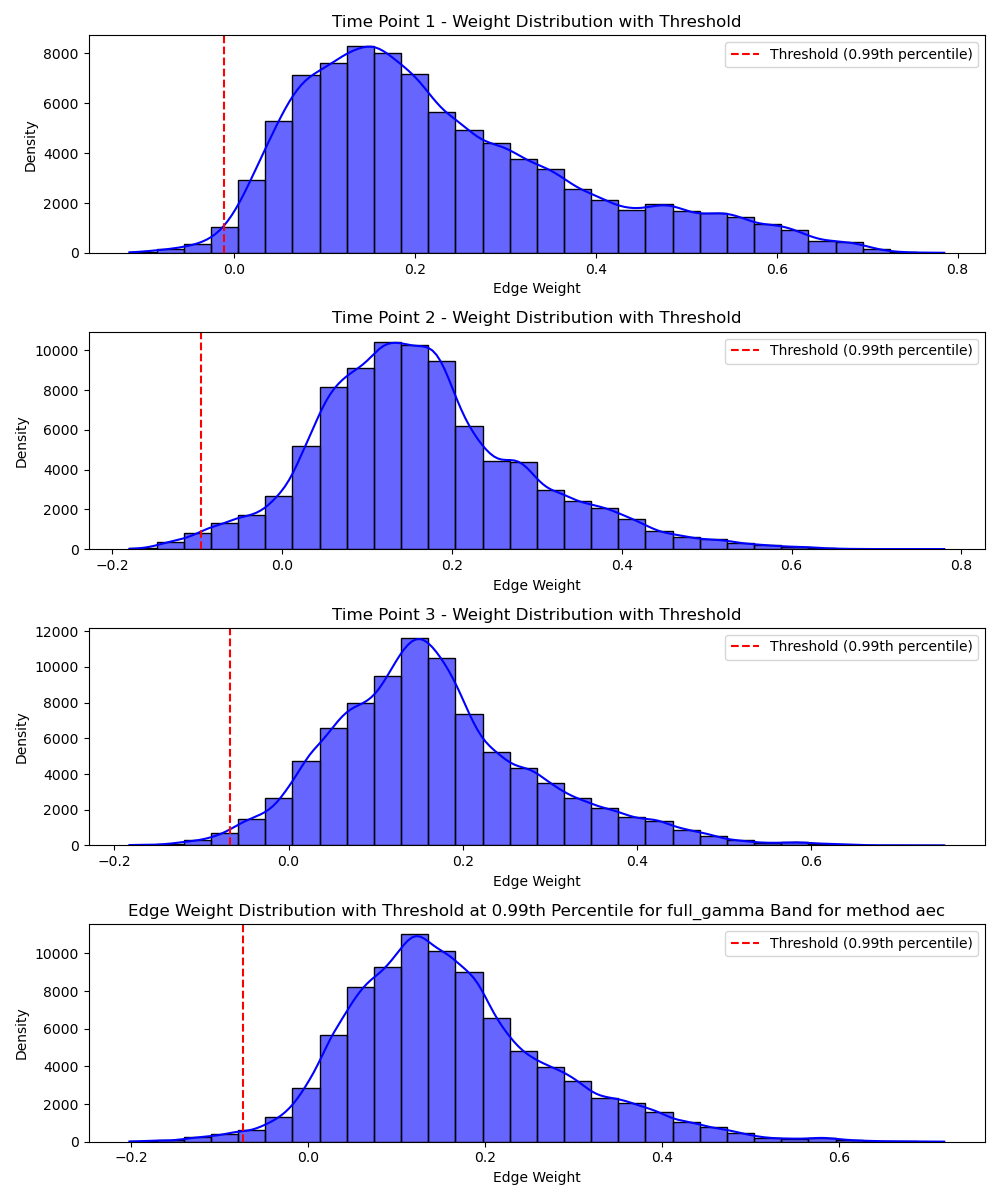 Time Point 1 - Weight Distribution with Threshold
Threshold (0.99th percentile)
8000
6000
4000
2000
0
Density
0.0 0.2 0.4 0.6 0.8
Edge Weight
Time Point 2 - Weight Distribution with Threshold
Threshold (0.99th percentile)
10000
8000
6000
4000
2000
0
Density
−0.2 0.0 0.2 0.4 0.6 0.8
Edge Weight
Time Point 3 - Weight Distribution with Threshold
Threshold (0.99th percentile)
12000
10000
8000
6000
4000
2000
0
Density
−0.2 0.0 0.2 0.4 0.6
Edge Weight
Edge Weight Distribution with Threshold at 0.99th Percentile for full_gamma Band for method aec
Threshold (0.99th percentile)
10000
8000
6000
4000
2000
0
Density
−0.2 0.0 0.2 0.4 0.6
Edge Weight